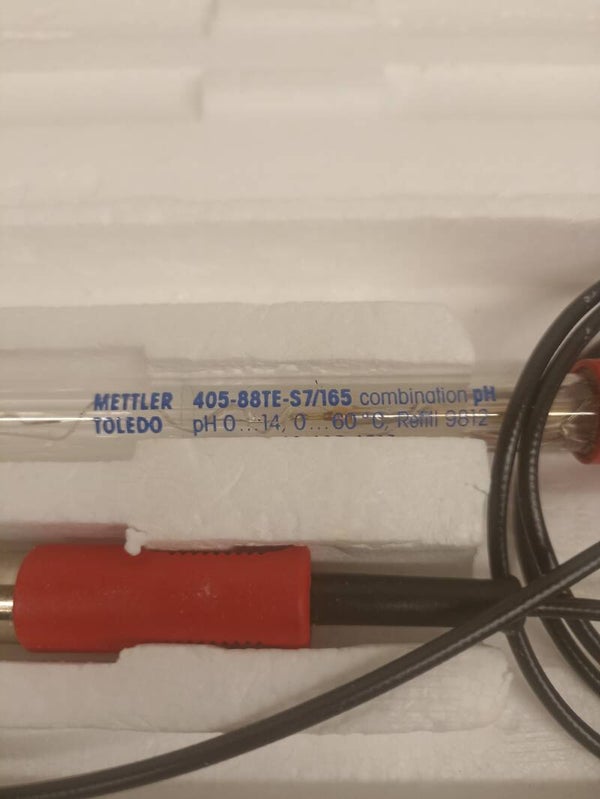 METTLER 405-88TE-S7/165 combination pH
TOLEDO pH 0...14, 0...60 °C, Refill 9812